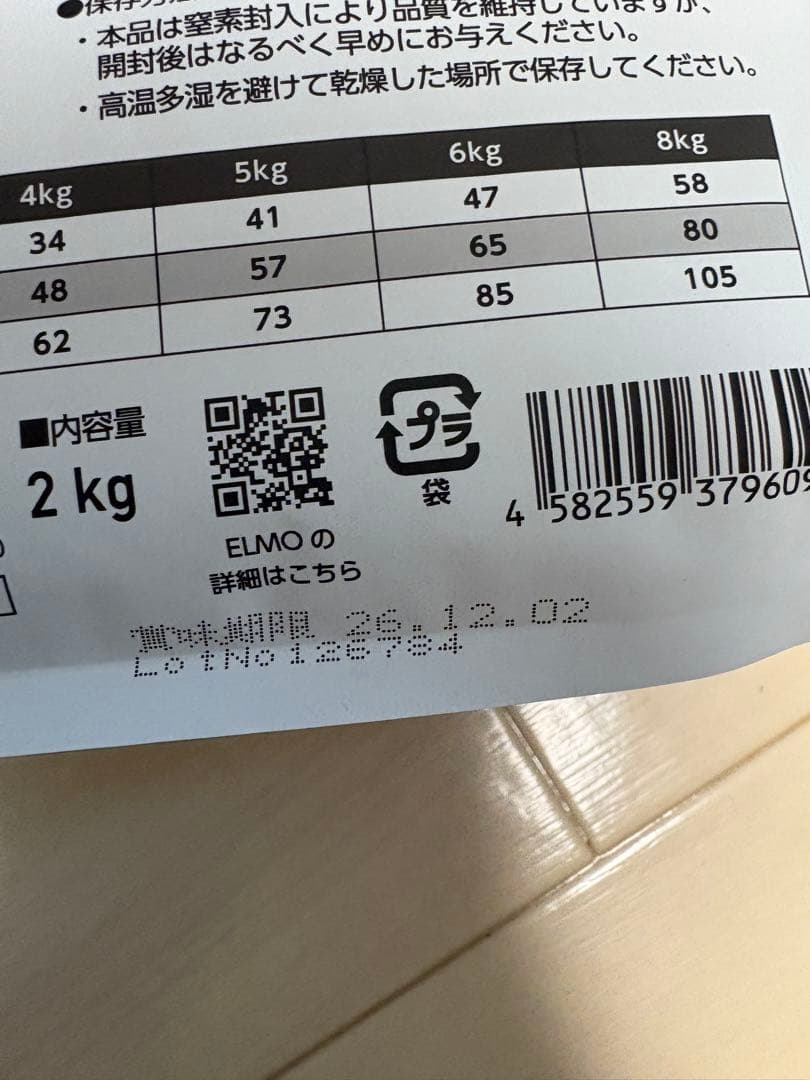 ●保存方法
・本品は窒素封入により品質を維持していますが、
開封後はなるべく早めにお与えください。
・高温多湿を避けて乾燥した場所で保存してください。
4kg 5kg 6kg 8kg
34 41 47 58
48 57 65 80
62 73 85 105
■内容量
2 kg
プラ
袋
4 582559 379609
ELMOの
詳細はこちら
賞味期限 26.12.02
LotNo126784